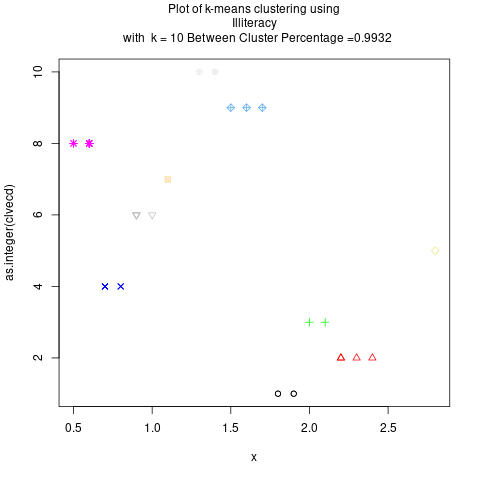 Plot of k-means clustering using
Illiteracy
with  k = 10 Between Cluster Percentage =0.9932
10
8
6
4
2
as.integer(clvecd)
0.5 1.0 1.5 2.0 2.5
x